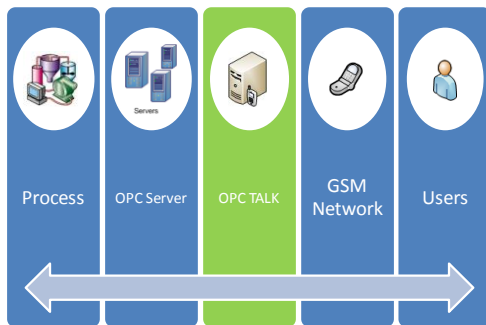 Servers
Process
OPC Server
OPC TALK
GSM
Network
Users